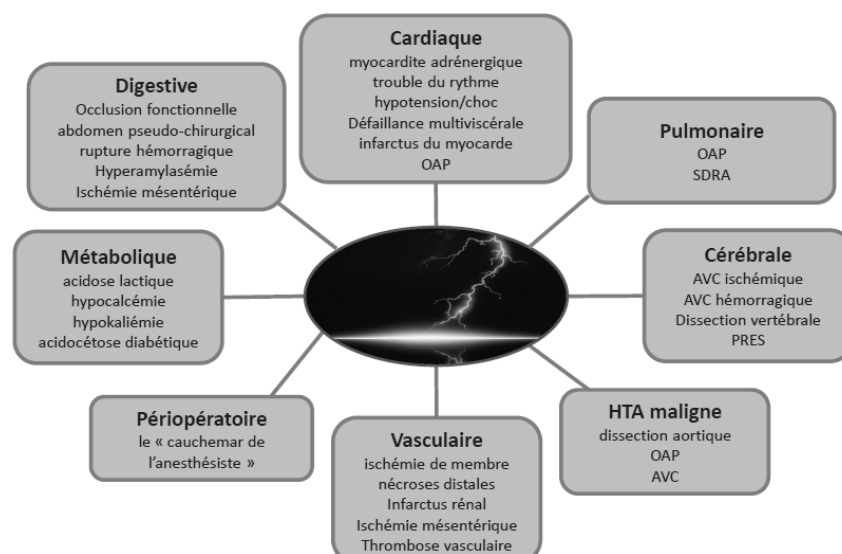 Cardiaque
myocardite adrénergique
trouble du rythme
hypotension/choc
Défaillance multiviscérale
infarctus du myocarde
OAP
Digestive
Occlusion fonctionnelle
abdomen pseudo-chirurgical
rupture hémorragique
Hyperamylasémie
Ischémie mésentérique
Pulmonaire
OAP
SDRA
Métabolique
acidose lactique
hypocalcémie
hypokaliémie
acidocétose diabétique
Cérébrale
AVC ischémique
AVC hémorragique
Dissection vertébrale
PRES
Périopératoire
le « cauchemar de
l’anesthésiste »
Vasculaire
ischémie de membre
nécroses distales
Infarctus rénal
Ischémie mésentérique
Thrombose vasculaire
HTA maligne
dissection aortique
OAP
AVC